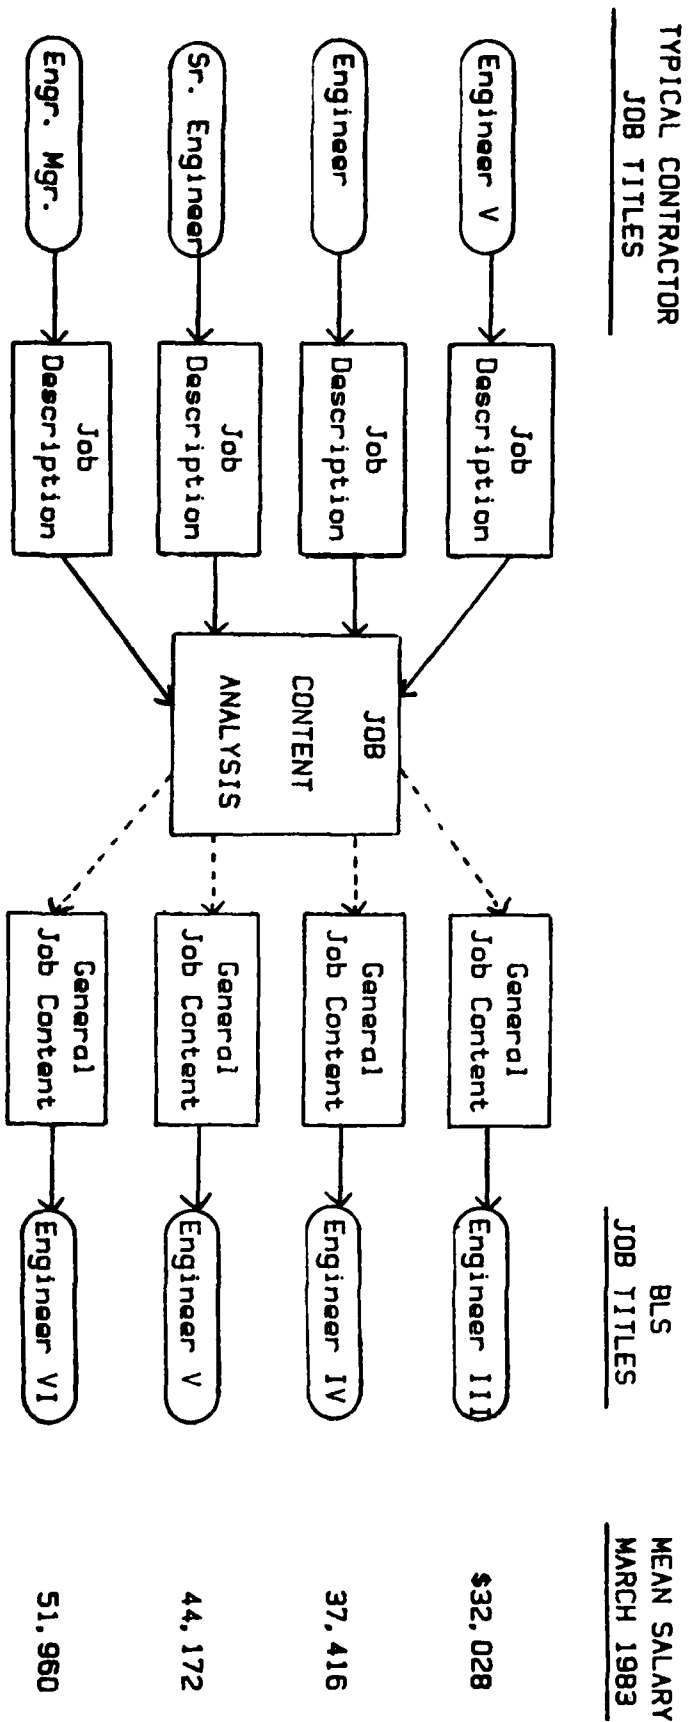 TYPICAL CONTRACTOR
JOB TITLES
BLS
JOB TITLES
MEAN SALARY
MARCH 1983
Engineer V
Job
Description
General
Job Content
Engineer III
$32,028
Engineer
Job
Description
General
Job Content
Engineer IV
37,416
JOB
CONTENT
ANALYSIS
Sr. Engineer
Job
Description
General
Job Content
Engineer V
44,172
Engr. Mgr.
Job
Description
General
Job Content
Engineer VI
51,960